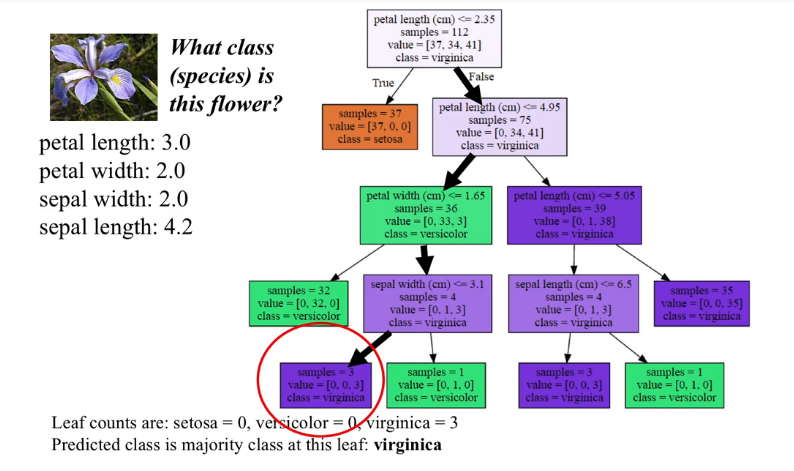 What class
(species) is
this flower?
petal length: 3.0
petal width: 2.0
sepal width: 2.0
sepal length: 4.2
petal length (cm) <= 2.35
samples = 112
value = [37, 34, 41]
class = virginica
True
False
samples = 37
value = [37, 0, 0]
class = setosa
petal length (cm) <= 4.95
samples = 75
value = [0, 34, 41]
class = virginica
petal width (cm) <= 1.65
samples = 36
value = [0, 33, 3]
class = versicolor
petal length (cm) <= 5.05
samples = 39
value = [0, 1, 38]
class = virginica
samples = 32
value = [0, 32, 0]
class = versicolor
sepal width (cm) <= 3.1
samples = 4
value = [0, 1, 3]
class = virginica
sepal length (cm) <= 6.5
samples = 4
value = [0, 1, 3]
class = virginica
samples = 35
value = [0, 0, 35]
class = virginica
samples = 3
value = [0, 0, 3]
class = virginica
samples = 1
value = [0, 1, 0]
class = versicolor
samples = 3
value = [0, 0, 3]
class = virginica
samples = 1
value = [0, 1, 0]
class = versicolor
Leaf counts are: setosa = 0, versicolor = 0, virginica = 3
Predicted class is majority class at this leaf: virginica